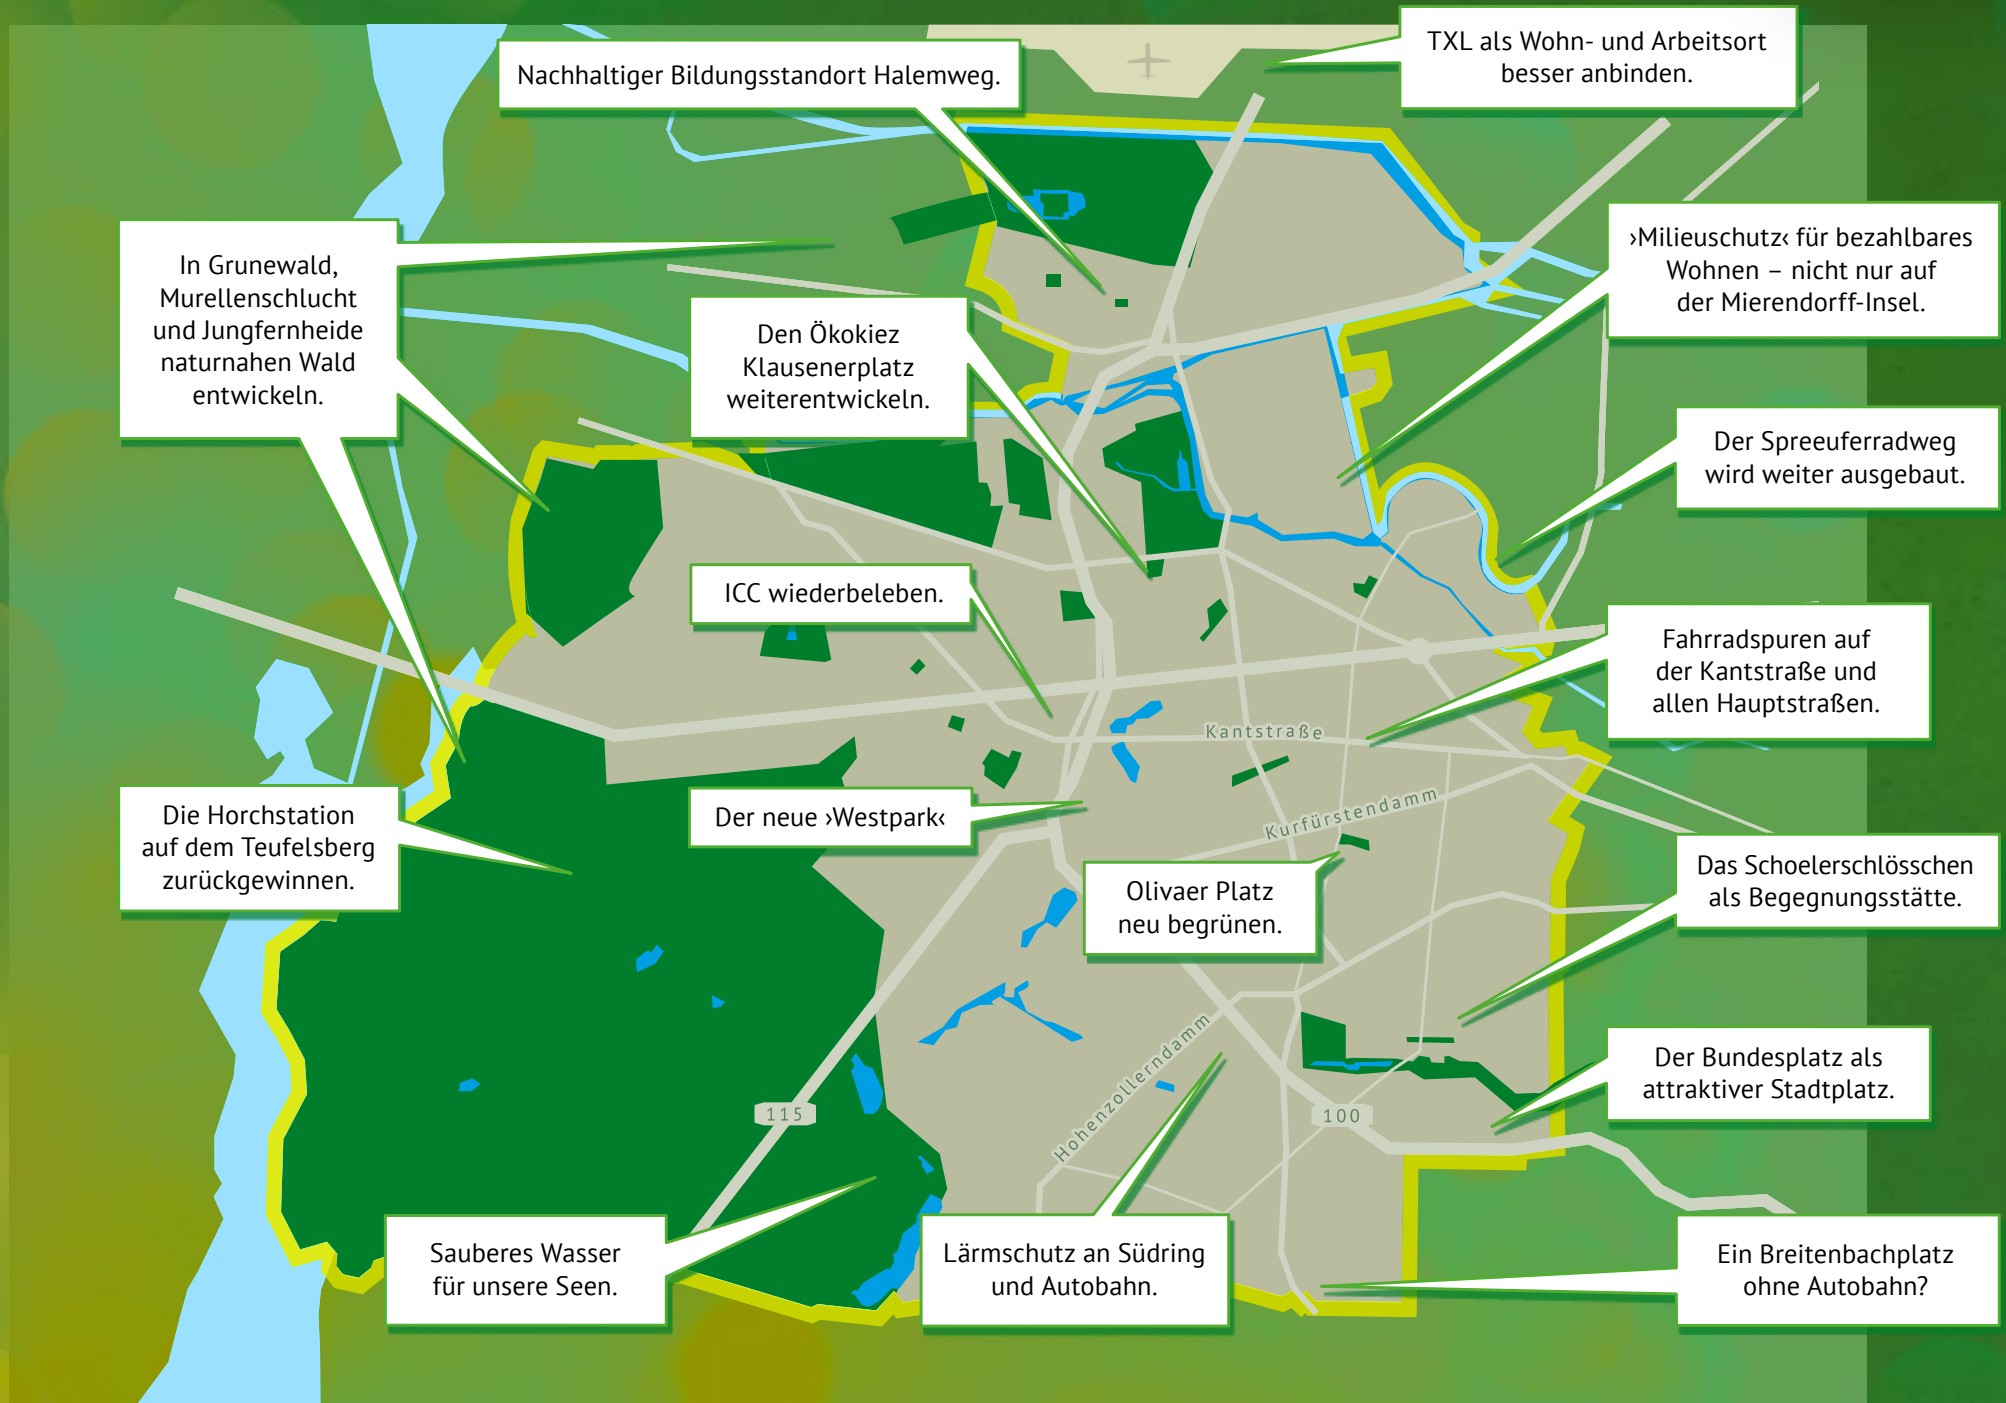 Nachhaltiger Bildungsstandort Halemweg.
TXL als Wohn- und Arbeitsort
besser anbinden.
In Grunewald,
Murellenschlucht
und Jungfernheide
naturnahen Wald
entwickeln.
Den Ökokiez
Klausenerplatz
weiterentwickeln.
›Milieuschutz‹ für bezahlbares
Wohnen – nicht nur auf
der Mierendorff-Insel.
Der Spreeuferradweg
wird weiter ausgebaut.
ICC wiederbeleben.
Fahrradspuren auf
der Kantstraße und
allen Hauptstraßen.
Kantstraße
Die Horchstation
auf dem Teufelsberg
zurückgewinnen.
Der neue ›Westpark‹
Kurfürstendamm
Olivaer Platz
neu begrünen.
Das Schoelerschlösschen
als Begegnungsstätte.
Hohenzollerndamm
115
100
Der Bundesplatz als
attraktiver Stadtplatz.
Sauberes Wasser
für unsere Seen.
Lärmschutz an Südring
und Autobahn.
Ein Breitenbachplatz
ohne Autobahn?